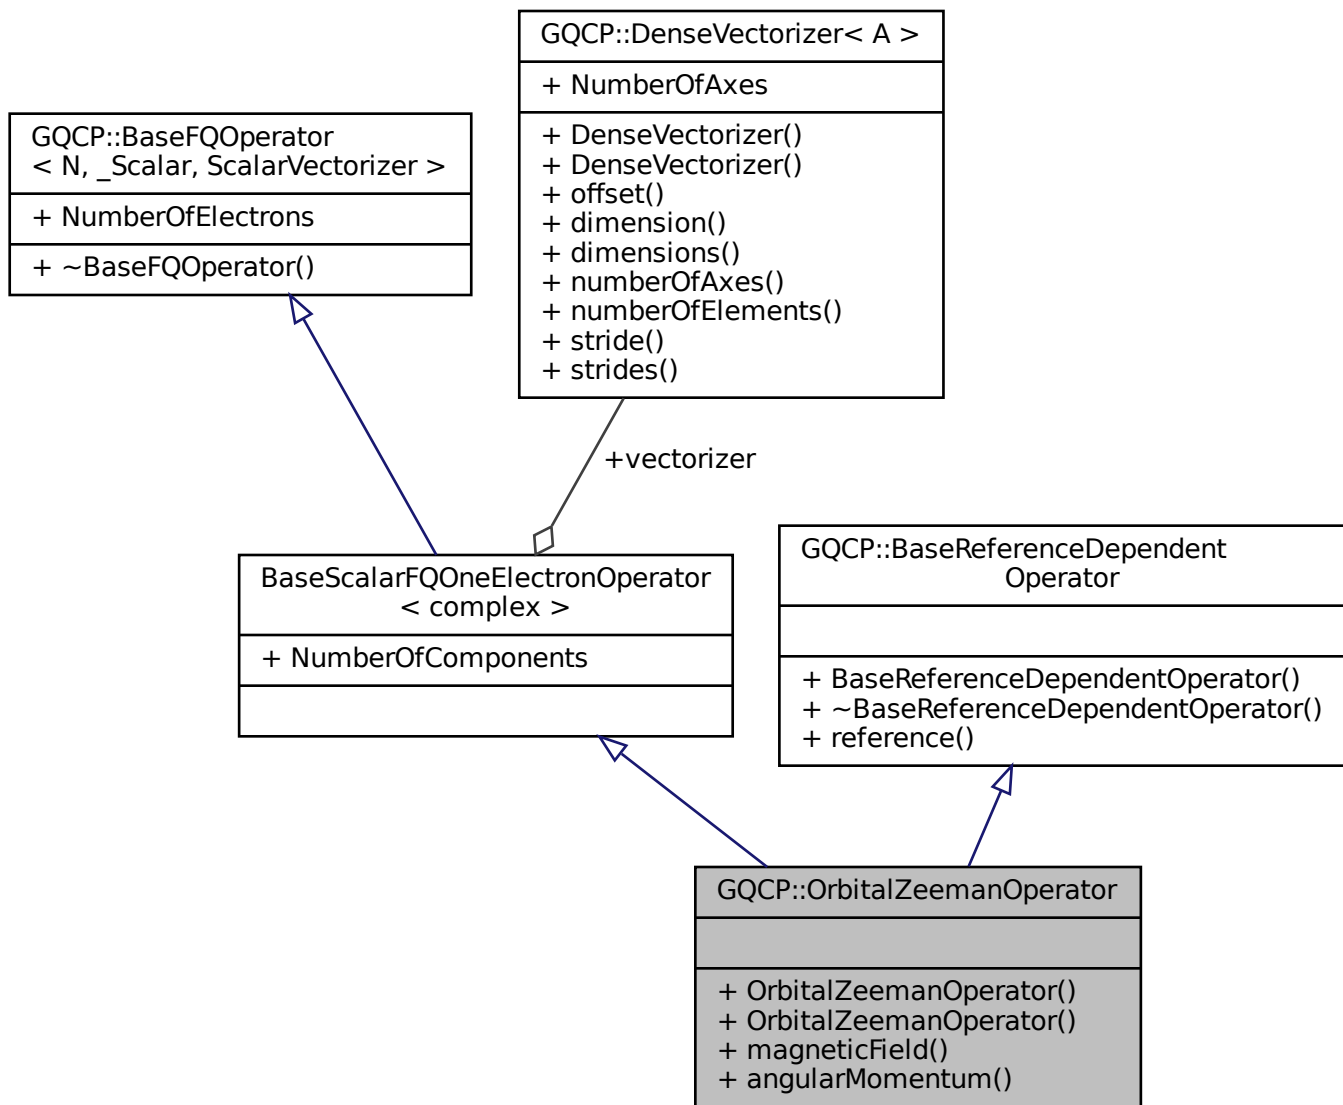 GQCP::DenseVectorizer< A >
+ NumberOfAxes
+ DenseVectorizer()
+ DenseVectorizer()
+ offset()
+ dimension()
+ dimensions()
+ numberOfAxes()
+ numberOfElements()
+ stride()
+ strides()
GQCP::BaseFQOperator
< N, _Scalar, ScalarVectorizer >
+ NumberOfElectrons
+ ~BaseFQOperator()
+vectorizer
BaseScalarFQOneElectronOperator
< complex >
+ NumberOfComponents
GQCP::BaseReferenceDependent
Operator
+ BaseReferenceDependentOperator()
+ ~BaseReferenceDependentOperator()
+ reference()
GQCP::OrbitalZeemanOperator
+ OrbitalZeemanOperator()
+ OrbitalZeemanOperator()
+ magneticField()
+ angularMomentum()